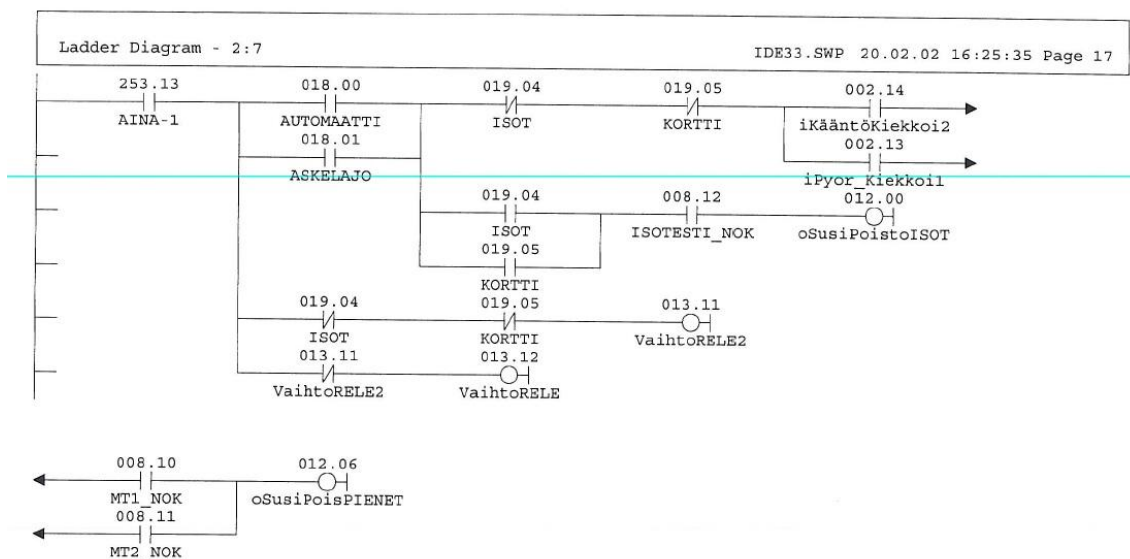 Ladder Diagram - 2:7 IDE33.SWP 20.02.02 16:25:35 Page 17
253.13 018.00 019.04 019.05 002.14
AINA-1 AUTOMAATTI ISOT KORTTI iKääntöKiekkoi2
018.01 002.13
ASKELAJO iPyor_Kiekkoi1
019.04 008.12 012.00
ISOT ISOTESTI_NOK oSusiPoistoISOT
019.05
KORTTI
019.04 019.05 013.11
ISOT KORTTI VaihtoRELE2
013.11 013.12
VaihtoRELE2 VaihtoRELE
008.10 012.06
MT1_NOK oSusiPoisPIENET
008.11
MT2_NOK